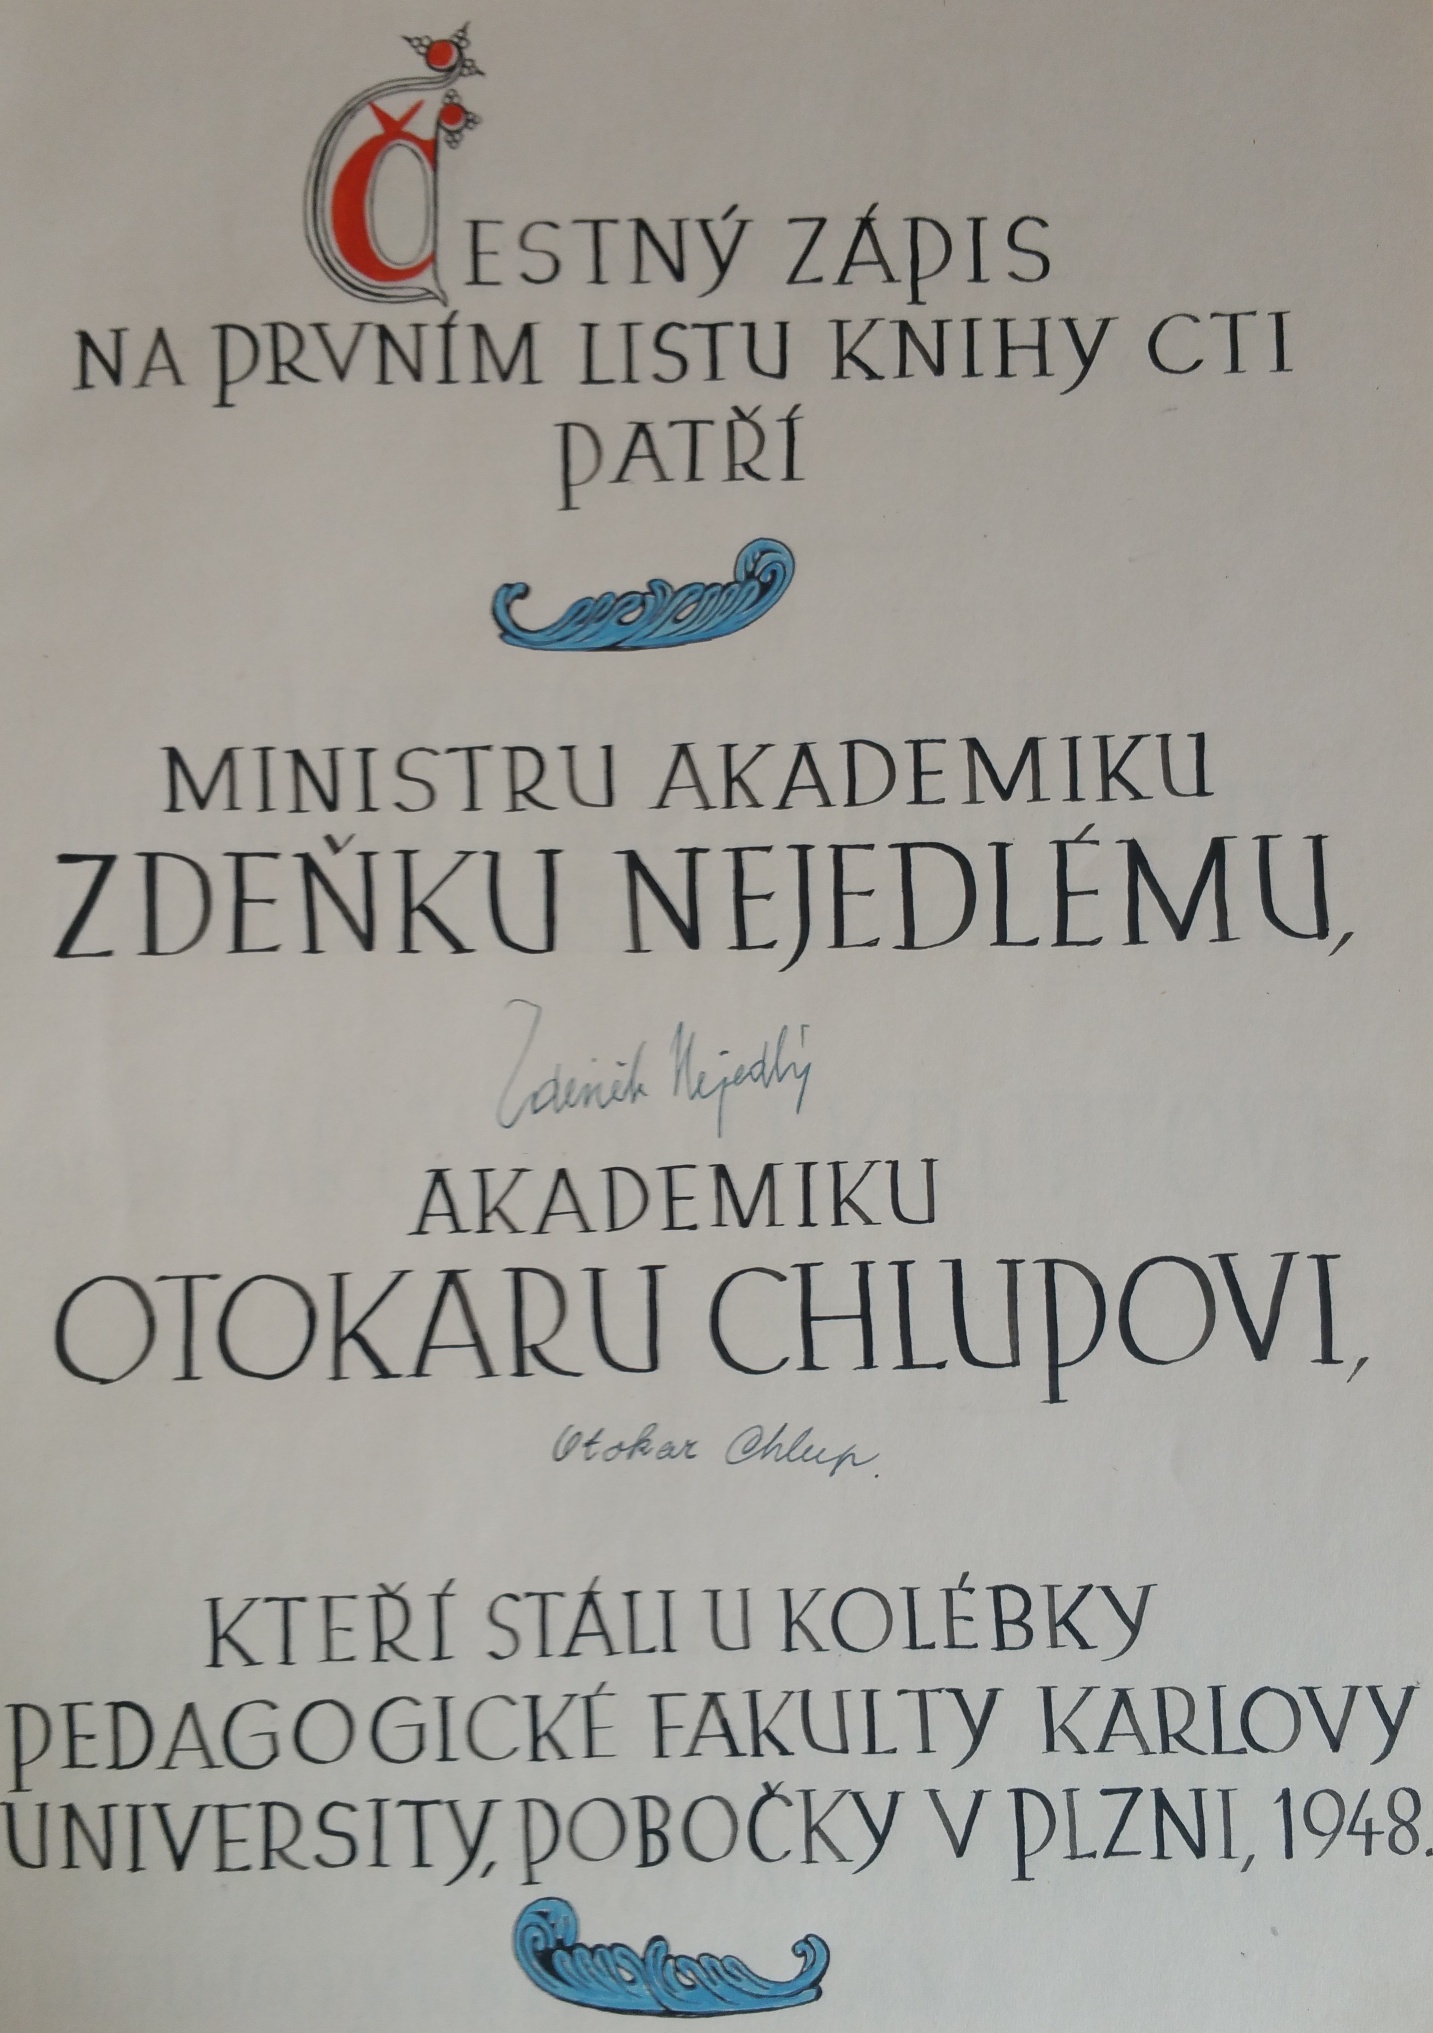 ČESTNÝ ZÁPIS
NA PRVNÍM LISTU KNIHY CTI
PATŘÍ
MINISTRU AKADEMIKU
ZDEŇKU NEJEDLÉMU,
Zdeněk Nejedlý
AKADEMIKU
OTOKARU CHLUPOVI,
Otokar Chlup.
KTEŘÍ STÁLI U KOLÉBKY
PEDAGOGICKÉ FAKULTY KARLOVY
UNIVERSITY, POBOČKY V PLZNI, 1948.